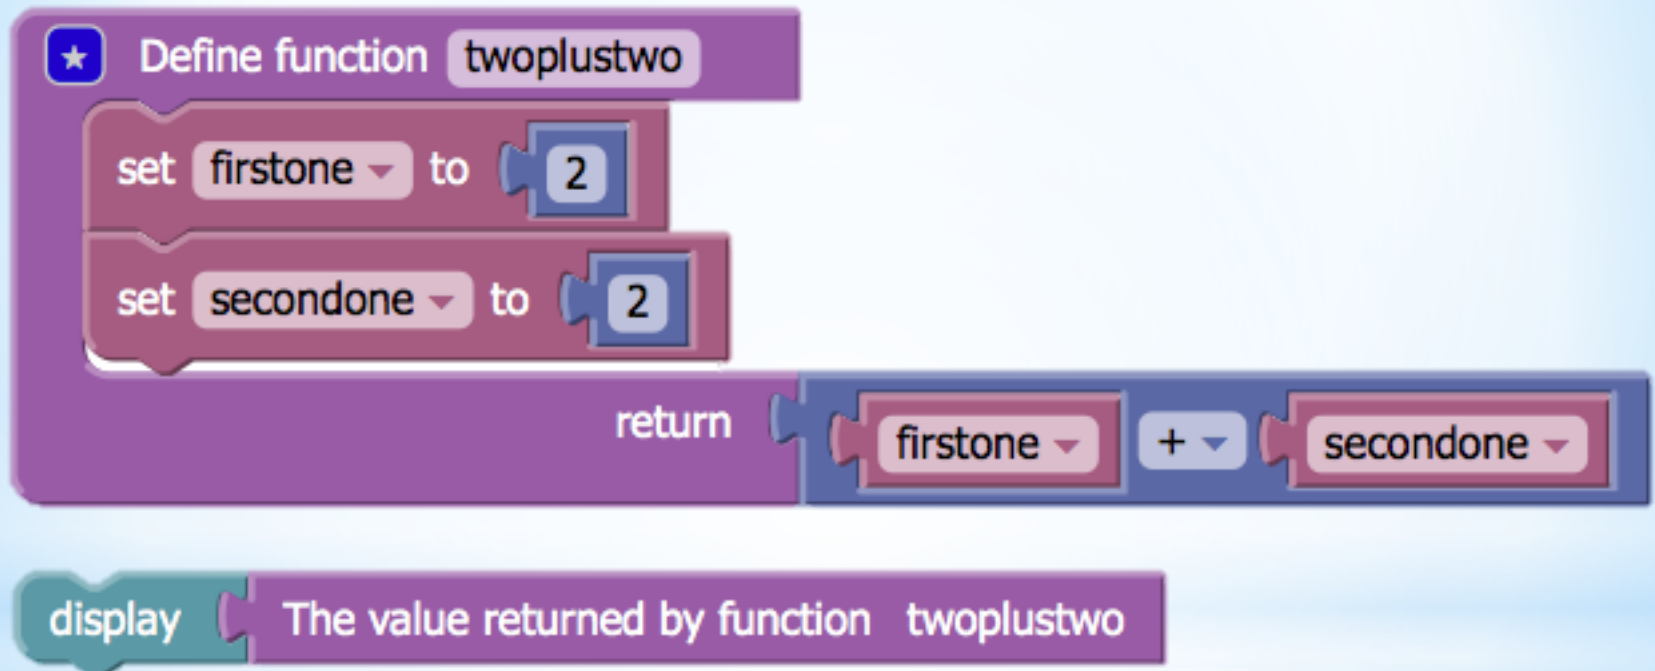 Define function twoplustwo
set firstone to 2
set secondone to 2
return firstone + secondone
display The value returned by function twoplustwo